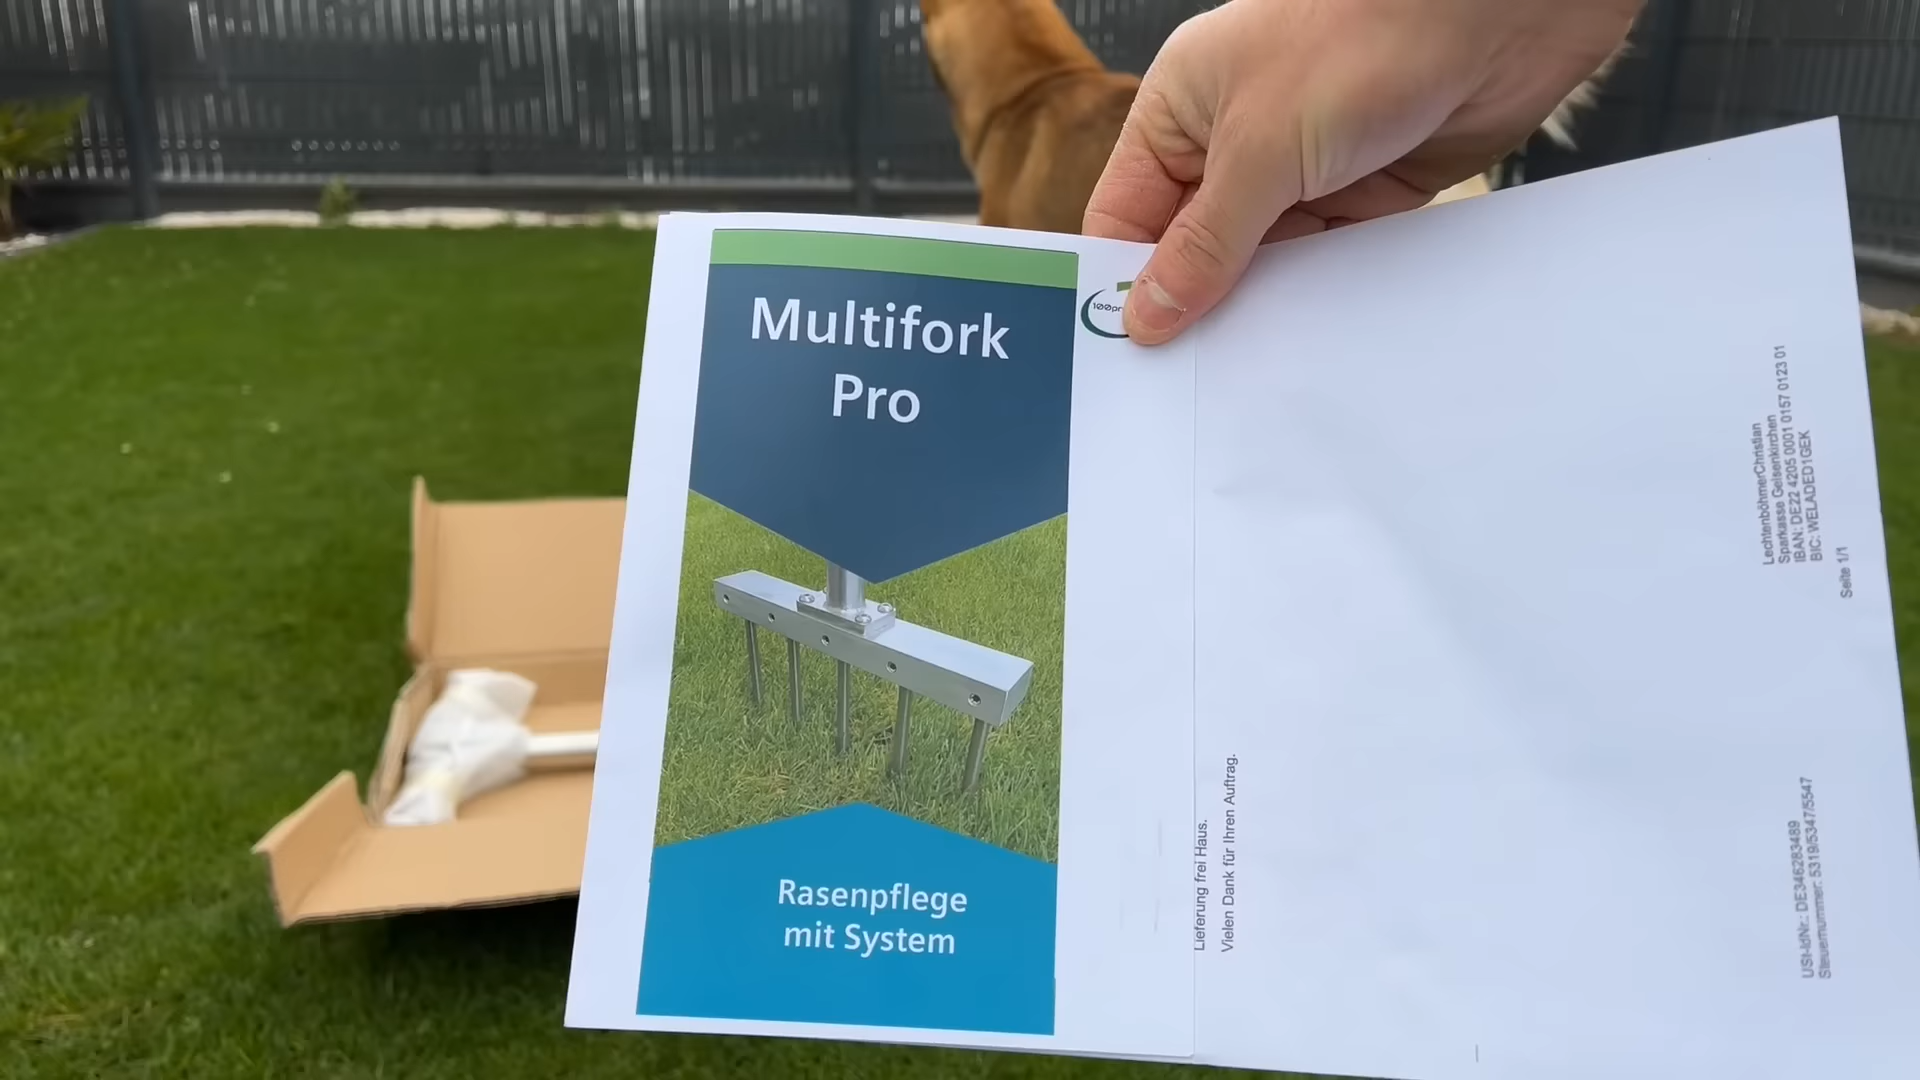 Multifork
Pro
Rasenpflege
mit System
Lieferung frei Haus.
Vielen Dank für Ihren Auftrag.
LechtenböhmerChristian
Sparkasse Gelsenkirchen
IBAN: DE22 4205 0001 0157 0123 01
BIC: WELADED1GEK
Seite 1/1
USt-IdNr.: DE346283489
Steuernummer: 5319/5347/5547